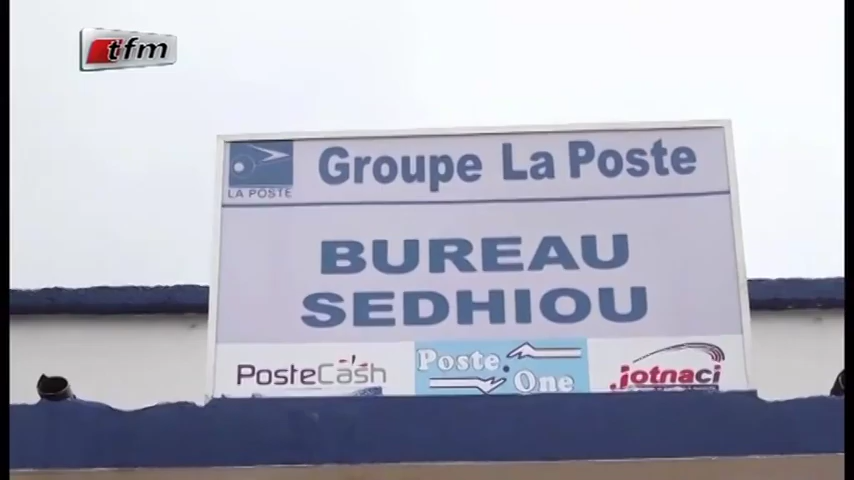 tfm
Groupe La Poste
LA POSTE
BUREAU
SEDHIOU
PosteCash
Poste
One
jotnaci